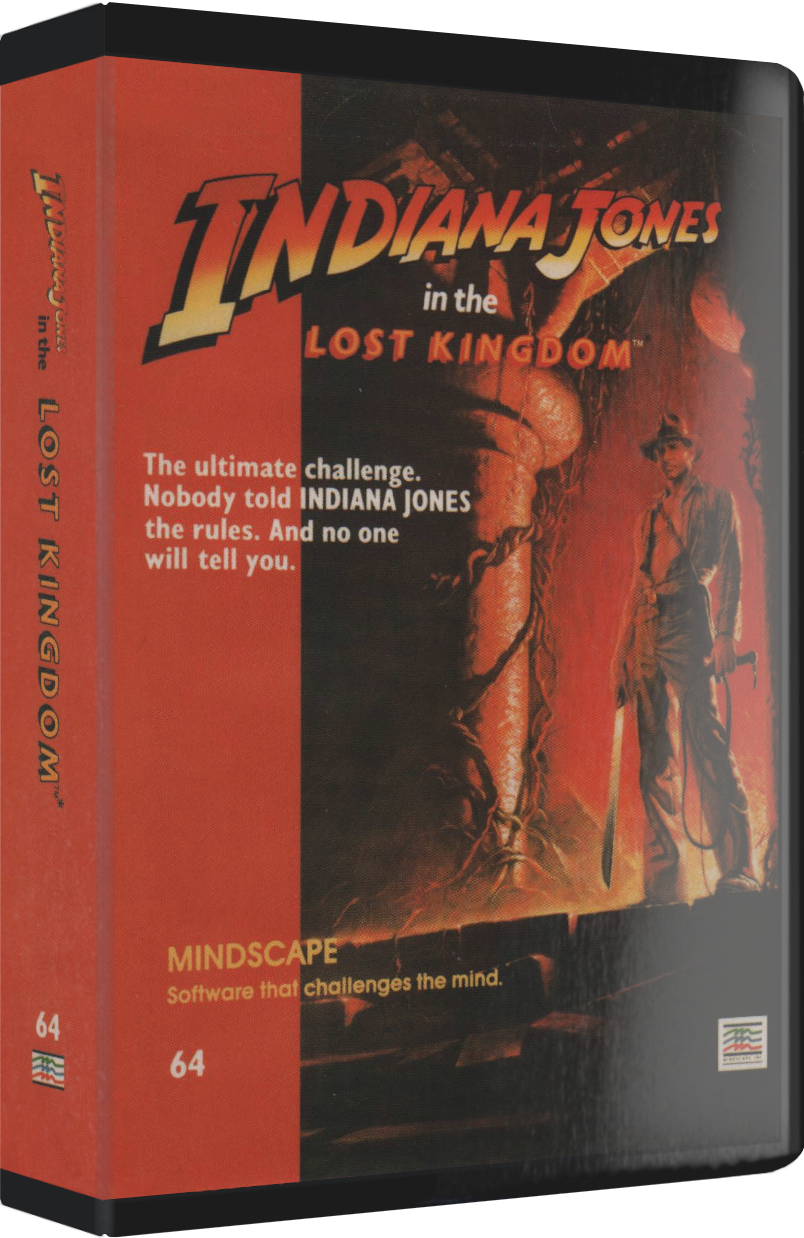 INDIANA JONES
in the
LOST KINGDOM™*
64
INDIANA JONES
in the
LOST KINGDOM™
The ultimate challenge.
Nobody told INDIANA JONES
the rules. And no one
will tell you.
MINDSCAPE
Software that challenges the mind.
64